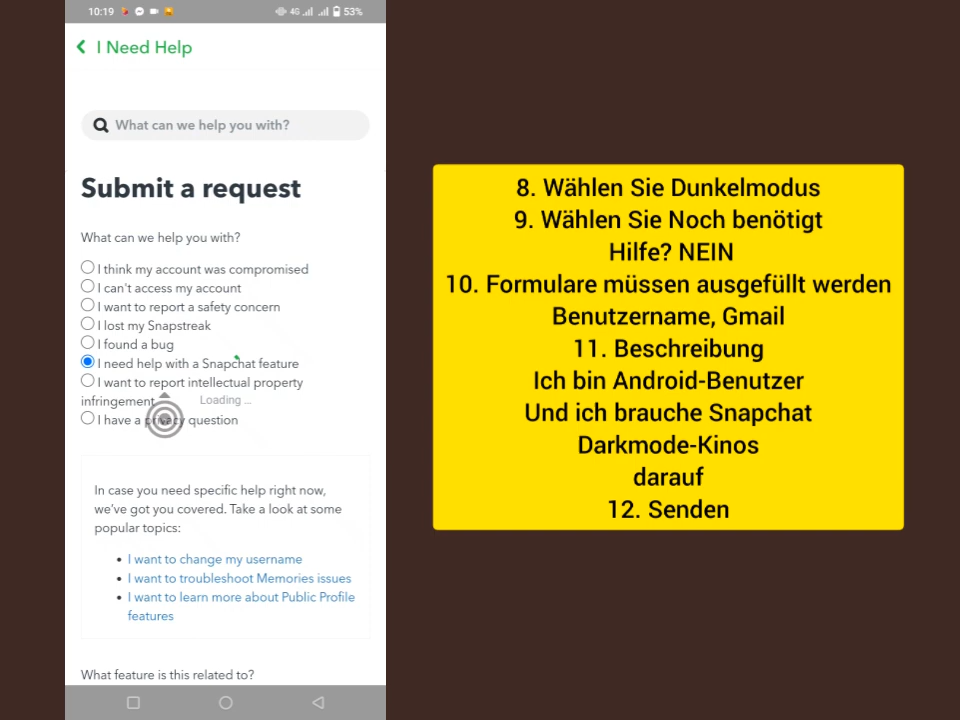 10:19
4G
53%
I Need Help
What can we help you with?
Submit a request
What can we help you with?
I think my account was compromised
I can't access my account
I want to report a safety concern
I lost my Snapstreak
I found a bug
I need help with a Snapchat feature
I want to report intellectual property
infringement
Loading ...
I have a privacy question
In case you need specific help right now,
we've got you covered. Take a look at some
popular topics:
• I want to change my username
• I want to troubleshoot Memories issues
• I want to learn more about Public Profile
features
What feature is this related to?
8. Wählen Sie Dunkelmodus
9. Wählen Sie Noch benötigt
Hilfe? NEIN
10. Formulare müssen ausgefüllt werden
Benutzername, Gmail
11. Beschreibung
Ich bin Android-Benutzer
Und ich brauche Snapchat
Darkmode-Kinos
darauf
12. Senden